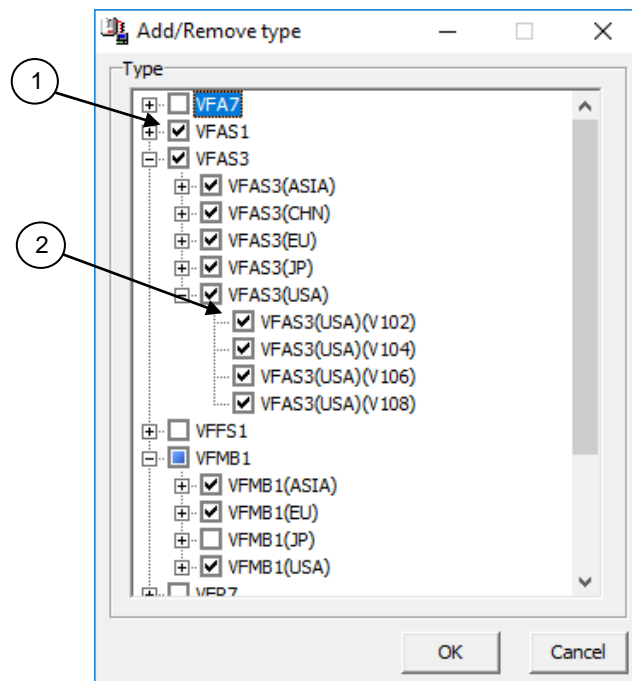 Add/Remove type
Type
1
VFA7
VFAS1
VFAS3
VFAS3(ASIA)
VFAS3(CHN)
VFAS3(EU)
2
VFAS3(JP)
VFAS3(USA)
VFAS3(USA)(V102)
VFAS3(USA)(V104)
VFAS3(USA)(V106)
VFAS3(USA)(V108)
VFFS1
VFMB1
VFMB1(ASIA)
VFMB1(EU)
VFMB1(JP)
VFMB1(USA)
OK Cancel